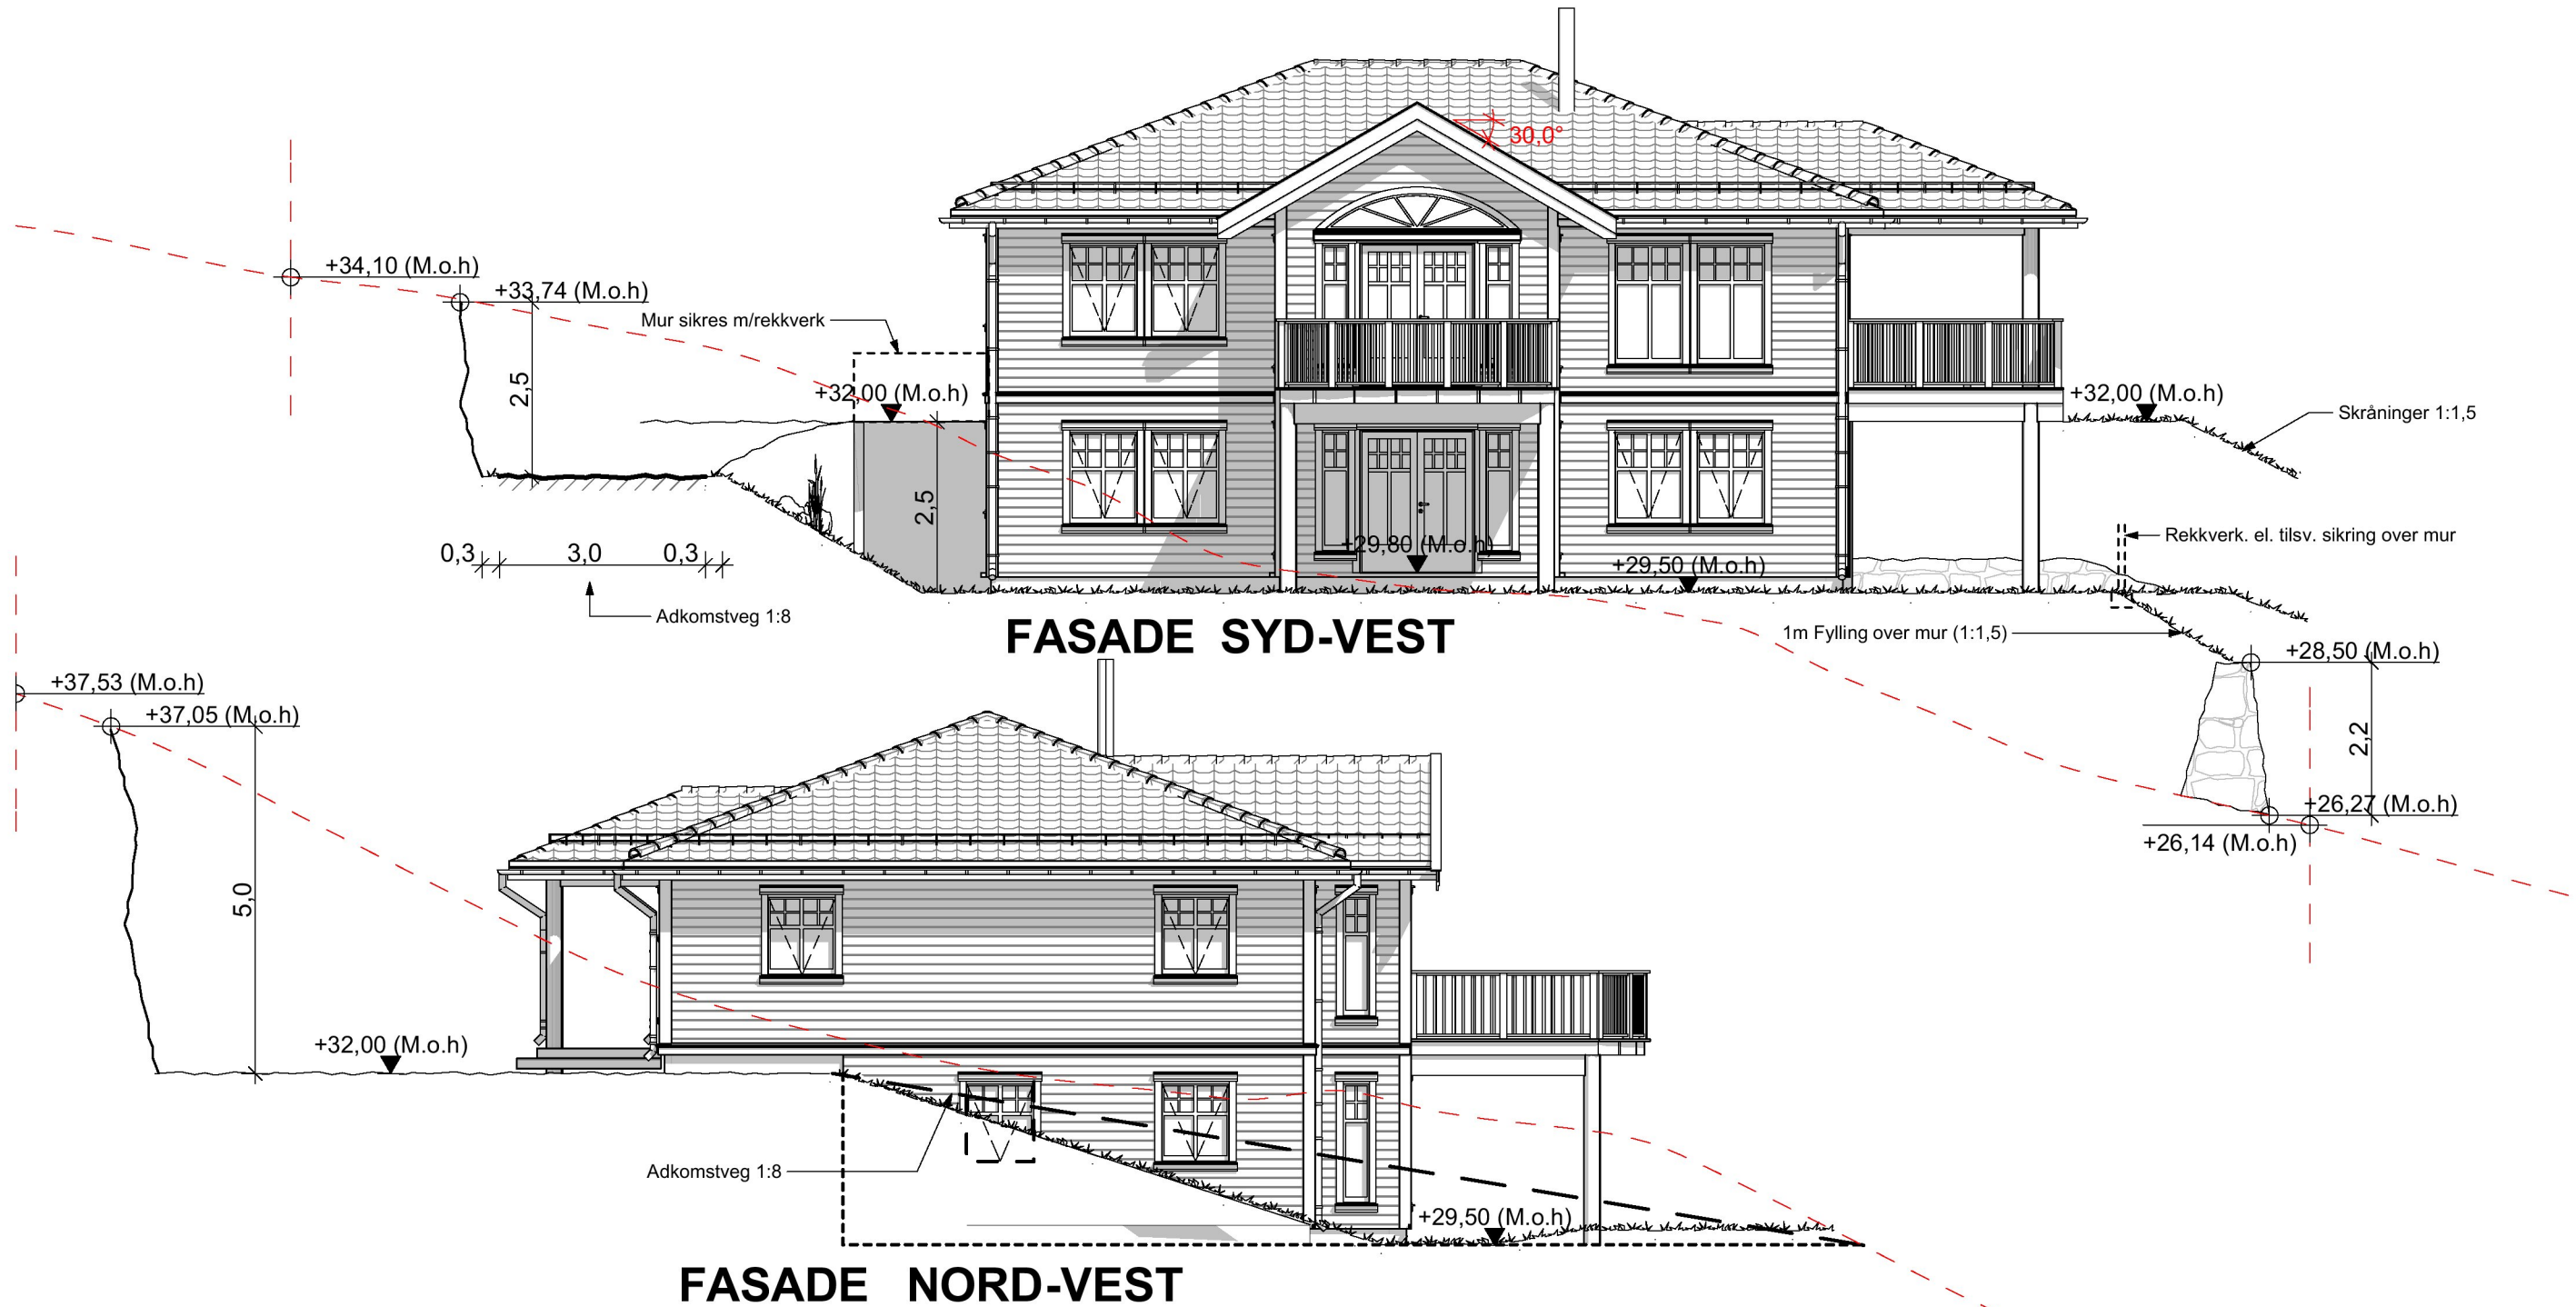 30,0°
+34,10 (M.o.h)
+33,74 (M.o.h)
Mur sikres m/rekkverk
2,5
+32,00 (M.o.h)
+32,00 (M.o.h)
Skråninger 1:1,5
2,5
Rekkverk. el. tilsv. sikring over mur
+29,80 (M.o.h)
0,3
3,0
0,3
+29,50 (M.o.h)
Adkomstveg 1:8
FASADE SYD-VEST
1m Fylling over mur (1:1,5)
+28,50 (M.o.h)
+37,53 (M.o.h)
+37,05 (M.o.h)
2,2
+26,27 (M.o.h)
+26,14 (M.o.h)
5,0
+32,00 (M.o.h)
Adkomstveg 1:8
+29,50 (M.o.h)
FASADE NORD-VEST